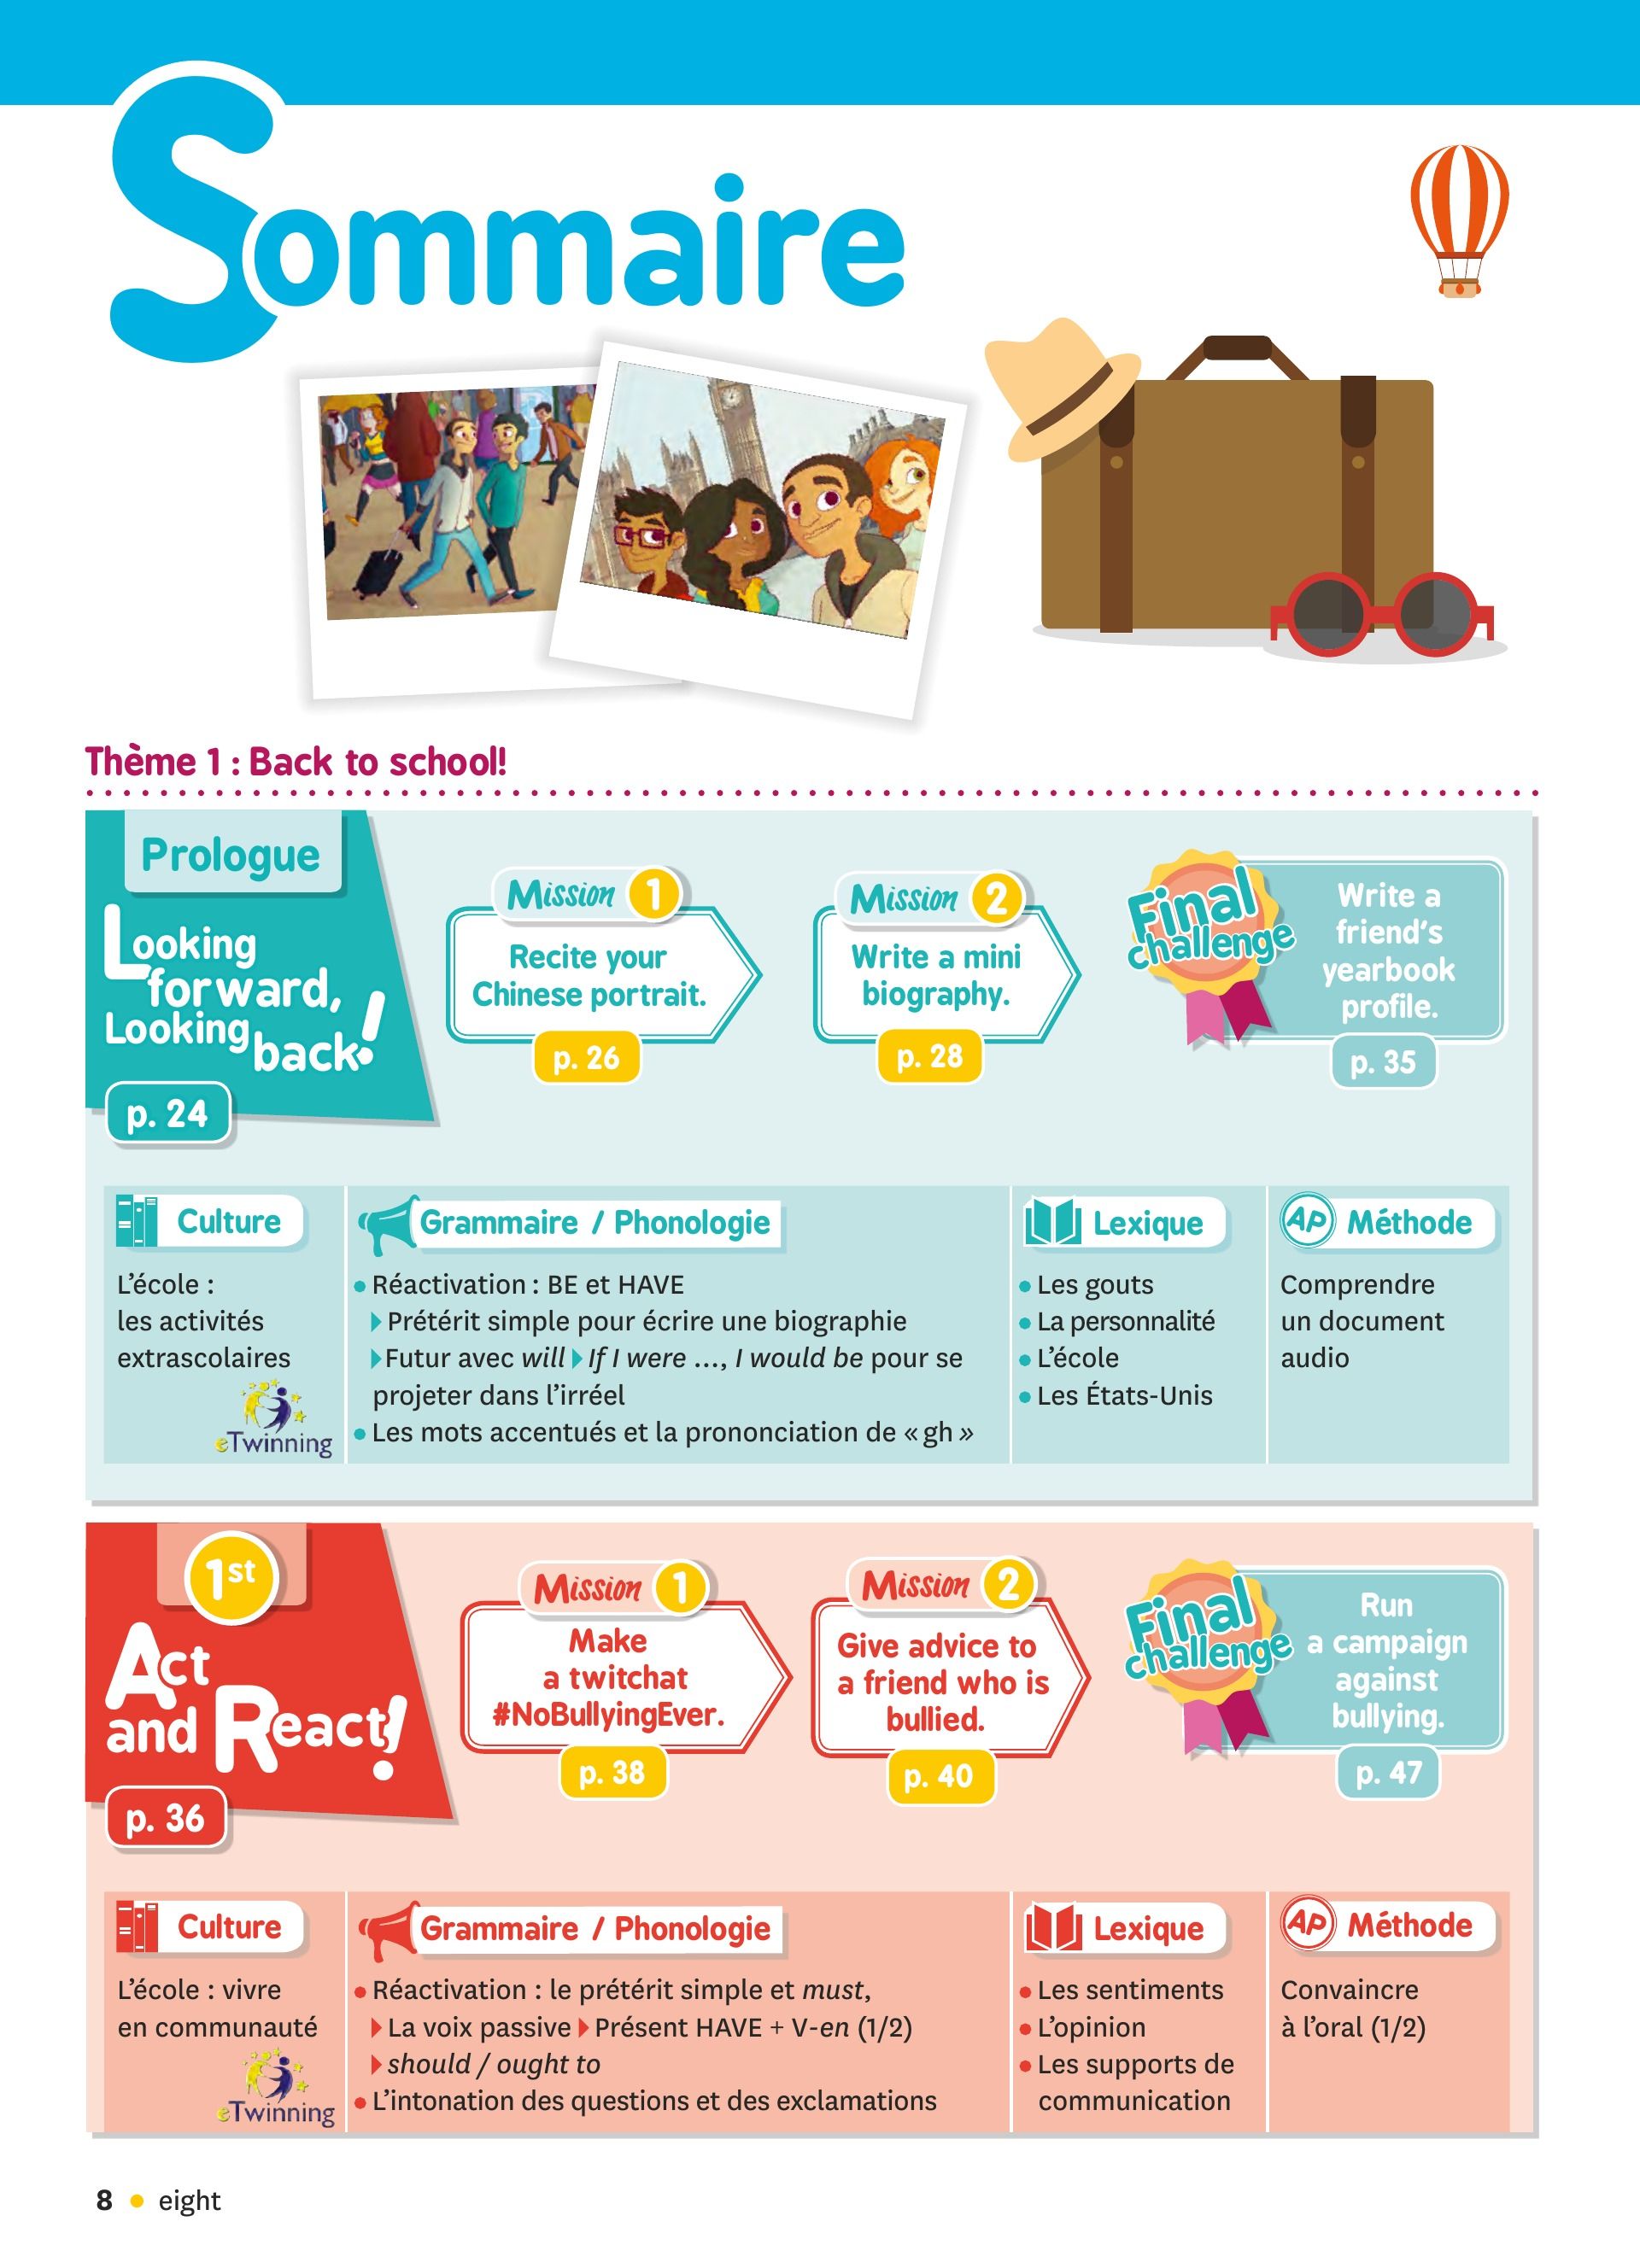 Sommaire
Thème 1 : Back to school!
Prologue
Looking
forward,
Looking
back!
p. 24
Mission 1
Recite your
Chinese portrait.
p. 26
Mission 2
Write a mini
biography.
p. 28
Final
challenge
Write a
friend's
yearbook
profile.
p. 35
Culture
L'école :
les activités
extrascolaires
eTwinning
Grammaire / Phonologie
• Réactivation : BE et HAVE
Prétérit simple pour écrire une biographie
Futur avec will If I were ..., I would be pour se
projeter dans l'irréel
• Les mots accentués et la prononciation de « gh »
Lexique
• Les gouts
• La personnalité
• L'école
• Les États-Unis
AP Méthode
Comprendre
un document
audio
1st
Act
and React!
p. 36
Mission 1
Make
a twitchat
#NoBullyingEver.
p. 38
Mission 2
Give advice to
a friend who is
bullied.
p. 40
Final
challenge
Run
a campaign
against
bullying.
p. 47
Culture
L'école : vivre
en communauté
eTwinning
Grammaire / Phonologie
• Réactivation : le prétérit simple et must,
La voix passive Présent HAVE + V-en (1/2)
should / ought to
• L'intonation des questions et des exclamations
Lexique
• Les sentiments
• L'opinion
• Les supports de
communication
AP Méthode
Convaincre
à l'oral (1/2)
8 • eight